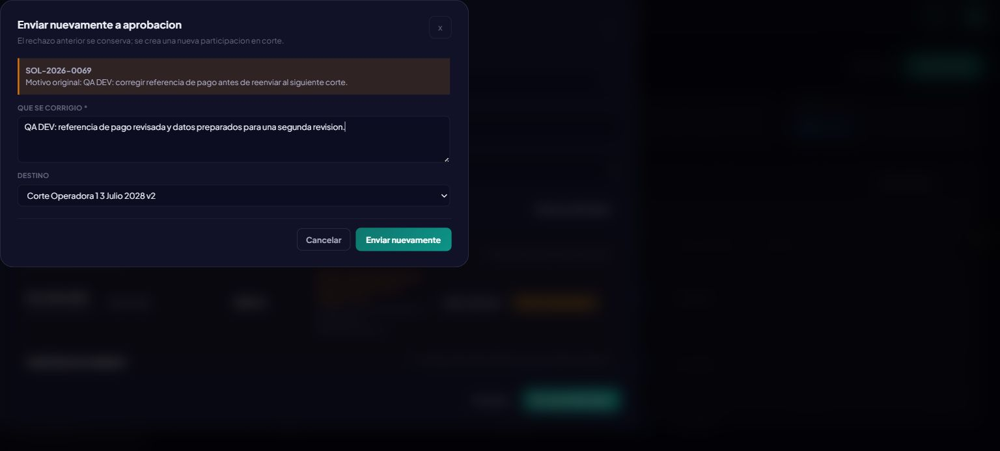 Enviar nuevamente a aprobacion
x
El rechazo anterior se conserva; se crea una nueva participacion en corte.
SOL-2026-0069
Motivo original: QA DEV: corregir referencia de pago antes de reenviar al siguiente corte.
QUE SE CORRIGIO *
QA DEV: referencia de pago revisada y datos preparados para una segunda revision.
DESTINO
Corte Operadora 1 3 Julio 2028 v2
Cancelar
Enviar nuevamente